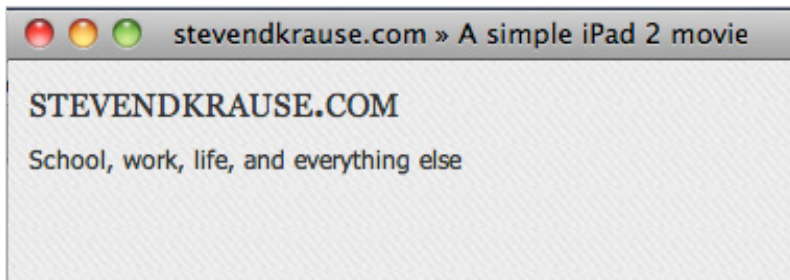 stevendkrause.com » A simple iPad 2 movie
STEVENDKRAUSE.COM
School, work, life, and everything else